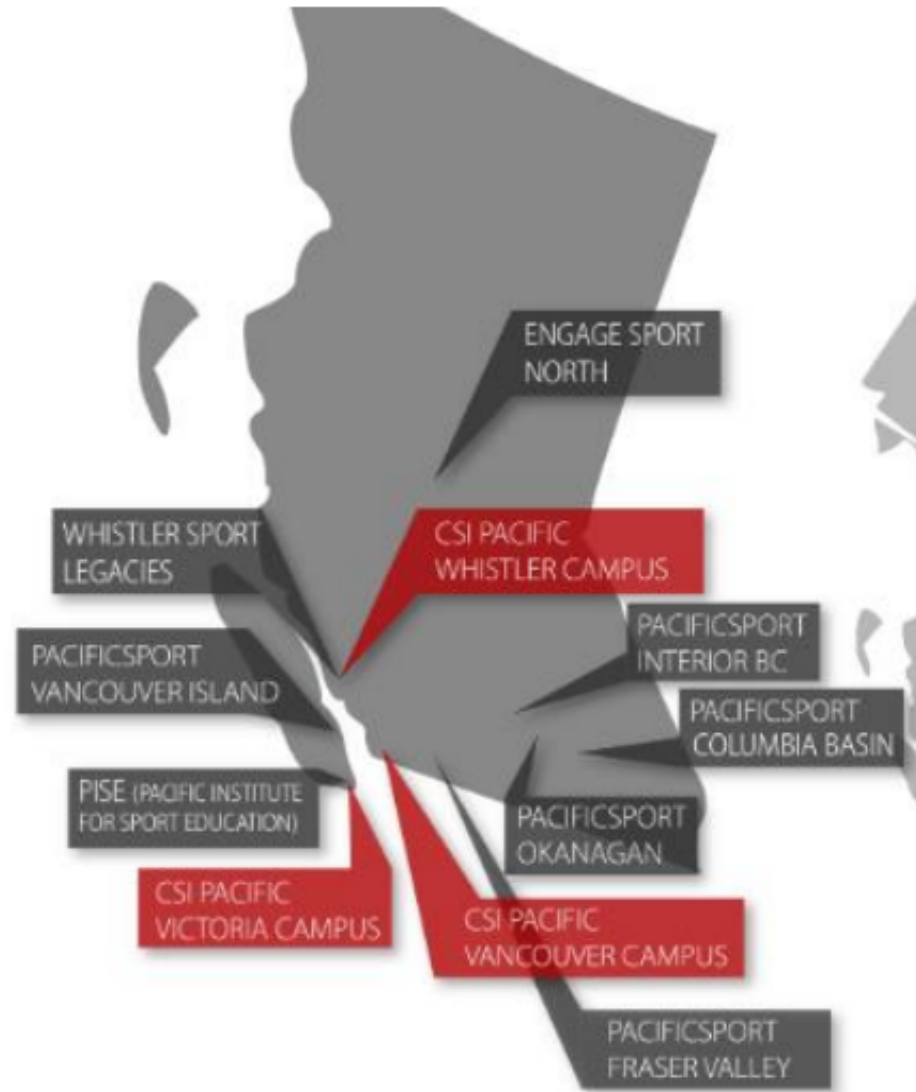 ENGAGE SPORT
NORTH
WHISTLER SPORT
LEGACIES
CSI PACIFIC
WHISTLER CAMPUS
PACIFICSPORT
INTERIOR BC
PACIFICSPORT
VANCOUVER ISLAND
PACIFICSPORT
COLUMBIA BASIN
PISE (PACIFIC INSTITUTE
FOR SPORT EDUCATION)
PACIFICSPORT
OKANAGAN
CSI PACIFIC
VICTORIA CAMPUS
CSI PACIFIC
VANCOUVER CAMPUS
PACIFICSPORT
FRASER VALLEY